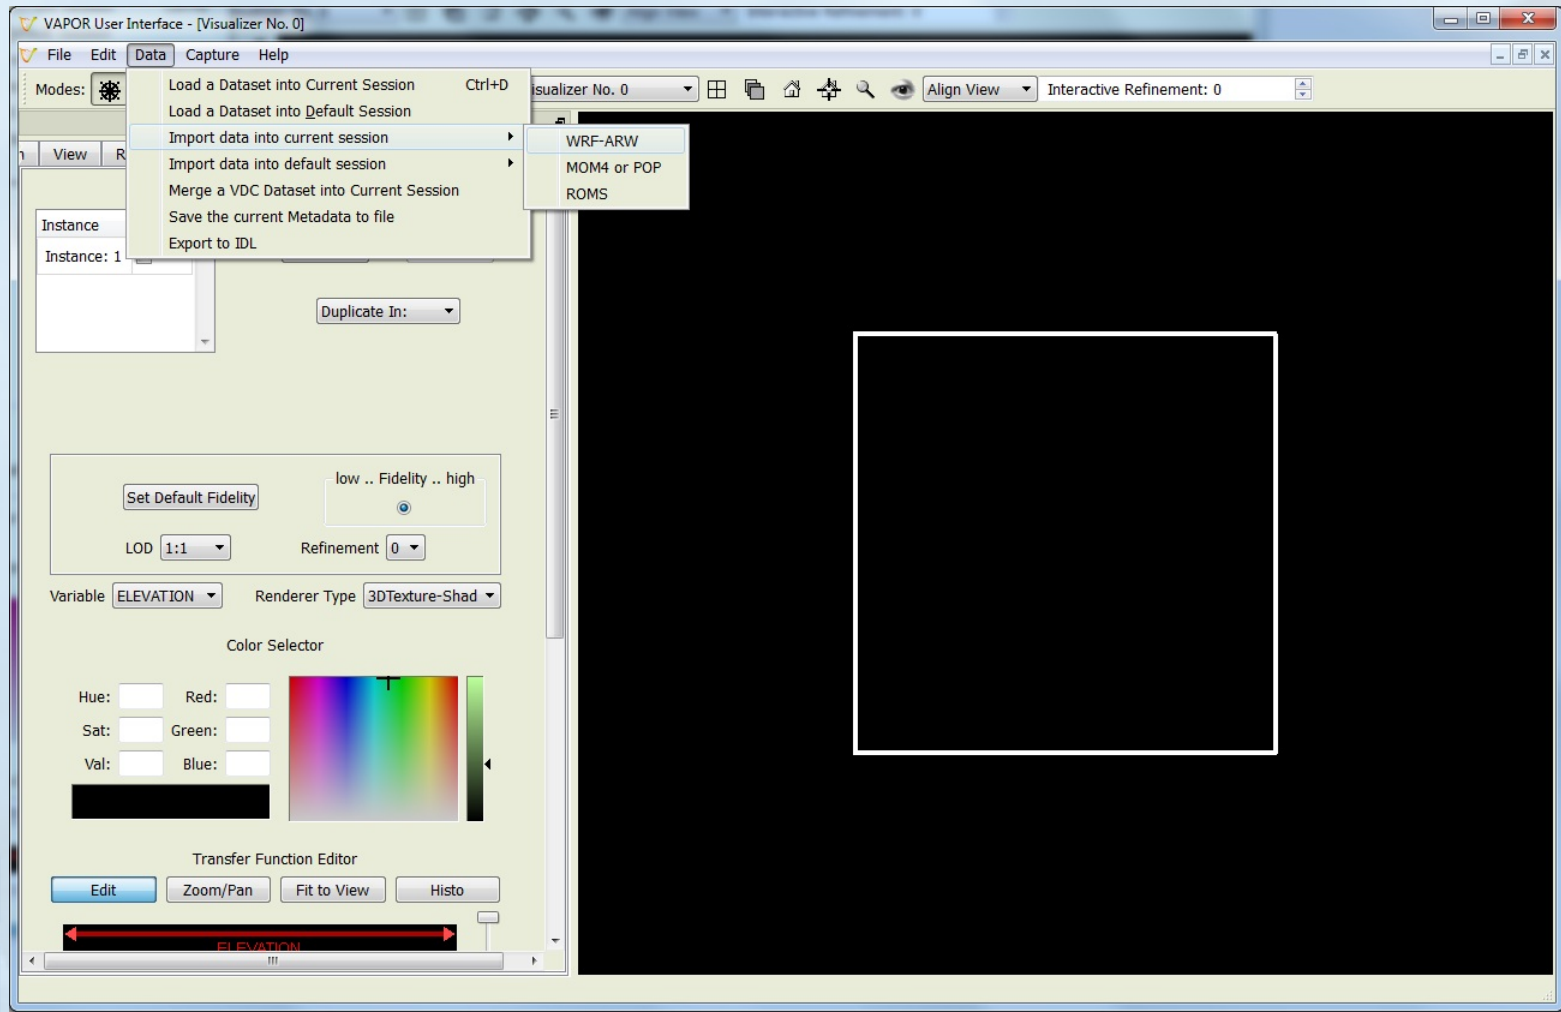 VAPOR User Interface - [Visualizer No. 0]
File Edit Data Capture Help
Modes:
isualizer No. 0
Align View
Interactive Refinement: 0
Load a Dataset into Current Session Ctrl+D
Load a Dataset into Default Session
Import data into current session
Import data into default session
Merge a VDC Dataset into Current Session
Save the current Metadata to file
Export to IDL
WRF-ARW
MOM4 or POP
ROMS
View R
Instance
Instance: 1
Duplicate In:
low .. Fidelity .. high
Set Default Fidelity
LOD 1:1 Refinement 0
Variable ELEVATION Renderer Type 3DTexture-Shad
Color Selector
Hue: Red:
Sat: Green:
Val: Blue:
Transfer Function Editor
Edit Zoom/Pan Fit to View Histo
ELEVATION